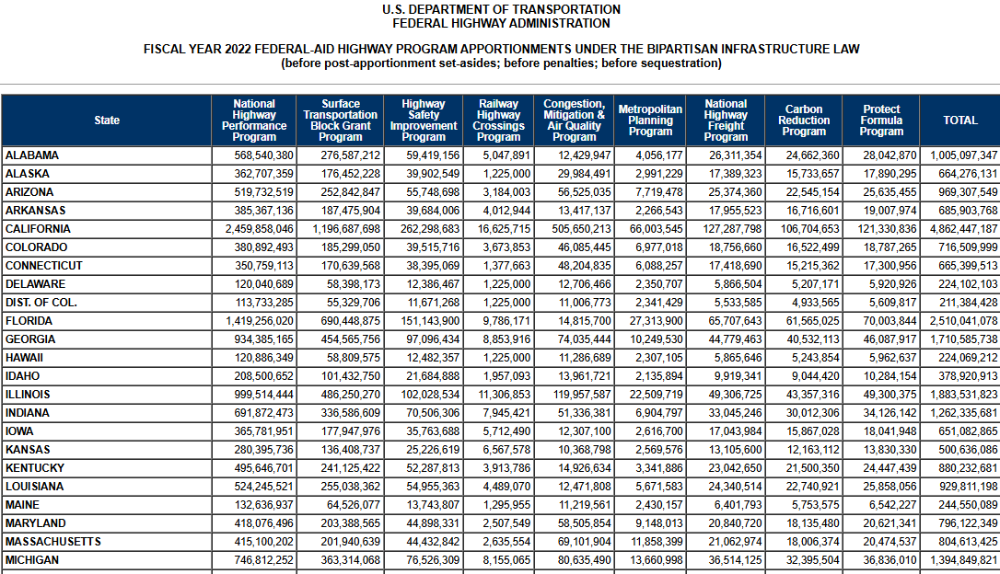 U.S. DEPARTMENT OF TRANSPORTATION
FEDERAL HIGHWAY ADMINISTRATION
FISCAL YEAR 2022 FEDERAL-AID HIGHWAY PROGRAM APPORTIONMENTS UNDER THE BIPARTISAN INFRASTRUCTURE LAW
(before post-apportionment set-asides; before penalties; before sequestration)
State | National Highway Performance Program | Surface Transportation Block Grant Program | Highway Safety Improvement Program | Railway Highway Crossings Program | Congestion, Mitigation & Air Quality Program | Metropolitan Planning Program | National Highway Freight Program | Carbon Reduction Program | Protect Formula Program | TOTAL
ALABAMA 568,540,380 276,587,212 59,419,156 5,047,891 12,429,947 4,056,177 26,311,354 24,662,360 28,042,870 1,005,097,347
ALASKA 362,707,359 176,452,228 39,902,549 1,225,000 29,984,491 2,991,229 17,389,323 15,733,657 17,890,295 664,276,131
ARIZONA 519,732,519 252,842,847 55,748,698 3,184,003 56,525,035 7,719,478 25,374,360 22,545,154 25,635,455 969,307,549
ARKANSAS 385,367,136 187,475,904 39,684,006 4,012,944 13,417,137 2,266,543 17,955,523 16,716,601 19,007,974 685,903,768
CALIFORNIA 2,459,858,046 1,196,687,698 262,298,683 16,625,715 505,650,213 66,003,545 127,287,798 106,704,653 121,330,836 4,862,447,187
COLORADO 380,892,493 185,299,050 39,515,716 3,673,853 46,085,445 6,977,018 18,756,660 16,522,499 18,787,265 716,509,999
CONNECTICUT 350,759,113 170,639,568 38,395,069 1,377,663 48,204,835 6,088,257 17,418,690 15,215,362 17,300,956 665,399,513
DELAWARE 120,040,689 58,398,173 12,386,467 1,225,000 12,706,466 2,350,707 5,866,504 5,207,171 5,920,926 224,102,103
DIST. OF COL. 113,733,285 55,329,706 11,671,268 1,225,000 11,006,773 2,341,429 5,533,585 4,933,565 5,609,817 211,384,428
FLORIDA 1,419,256,020 690,448,875 151,143,900 9,786,171 14,815,700 27,313,900 65,707,643 61,565,025 70,003,844 2,510,041,078
GEORGIA 934,385,165 454,565,756 97,096,434 8,853,916 74,035,444 10,249,530 44,779,463 40,532,113 46,087,917 1,710,585,738
HAWAII 120,886,349 58,809,575 12,482,357 1,225,000 11,286,689 2,307,105 5,865,646 5,243,854 5,962,637 224,069,212
IDAHO 208,500,652 101,432,750 21,684,888 1,957,093 13,961,721 2,135,894 9,919,341 9,044,420 10,284,154 378,920,913
ILLINOIS 999,514,444 486,250,270 102,028,534 11,306,853 119,957,587 22,509,719 49,306,725 43,357,316 49,300,375 1,883,531,823
INDIANA 691,872,473 336,586,609 70,506,306 7,945,421 51,336,381 6,904,797 33,045,246 30,012,306 34,126,142 1,262,335,681
IOWA 365,781,951 177,947,976 35,763,688 5,712,490 12,307,100 2,616,700 17,043,984 15,867,028 18,041,948 651,082,865
KANSAS 280,395,736 136,408,737 25,226,619 6,567,578 10,368,798 2,569,576 13,105,600 12,163,112 13,830,330 500,636,086
KENTUCKY 495,646,701 241,125,422 52,287,813 3,913,786 14,926,634 3,341,886 23,042,650 21,500,350 24,447,439 880,232,681
LOUISIANA 524,245,521 255,038,362 54,955,363 4,489,070 12,471,808 5,671,583 24,340,514 22,740,921 25,858,056 929,811,198
MAINE 132,636,937 64,526,077 13,743,807 1,295,955 11,219,561 2,430,157 6,401,793 5,753,575 6,542,227 244,550,089
MARYLAND 418,076,496 203,388,565 44,898,331 2,507,549 58,505,854 9,148,013 20,840,720 18,135,480 20,621,341 796,122,349
MASSACHUSETTS 415,100,202 201,940,639 44,432,842 2,635,554 69,101,904 11,858,399 21,062,974 18,006,374 20,474,537 804,613,425
MICHIGAN 746,812,252 363,314,068 76,526,309 8,155,065 80,635,490 13,660,998 36,514,125 32,395,504 36,836,010 1,394,849,821